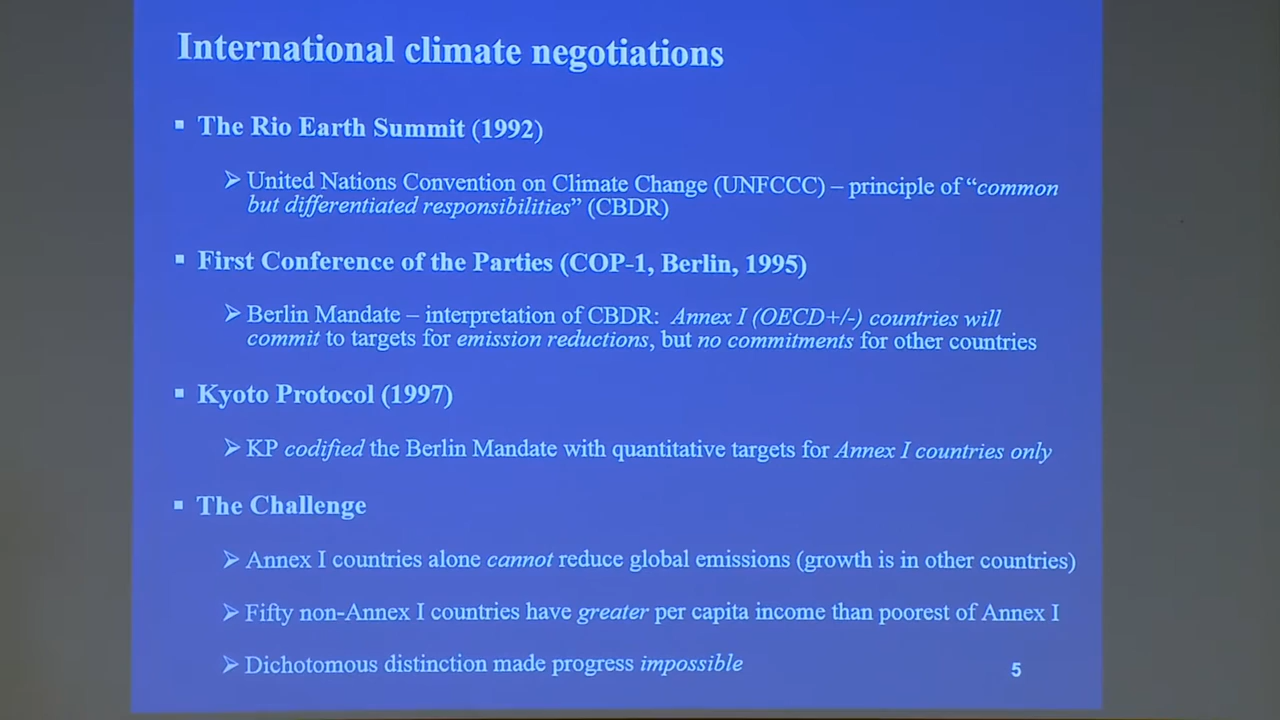 International climate negotiations
▪ The Rio Earth Summit (1992)
➢ United Nations Convention on Climate Change (UNFCCC) – principle of “common
but differentiated responsibilities” (CBDR)
▪ First Conference of the Parties (COP-1, Berlin, 1995)
➢ Berlin Mandate – interpretation of CBDR: Annex I (OECD+/-) countries will
commit to targets for emission reductions, but no commitments for other countries
▪ Kyoto Protocol (1997)
➢ KP codified the Berlin Mandate with quantitative targets for Annex I countries only
▪ The Challenge
➢ Annex I countries alone cannot reduce global emissions (growth is in other countries)
➢ Fifty non-Annex I countries have greater per capita income than poorest of Annex I
➢ Dichotomous distinction made progress impossible
5